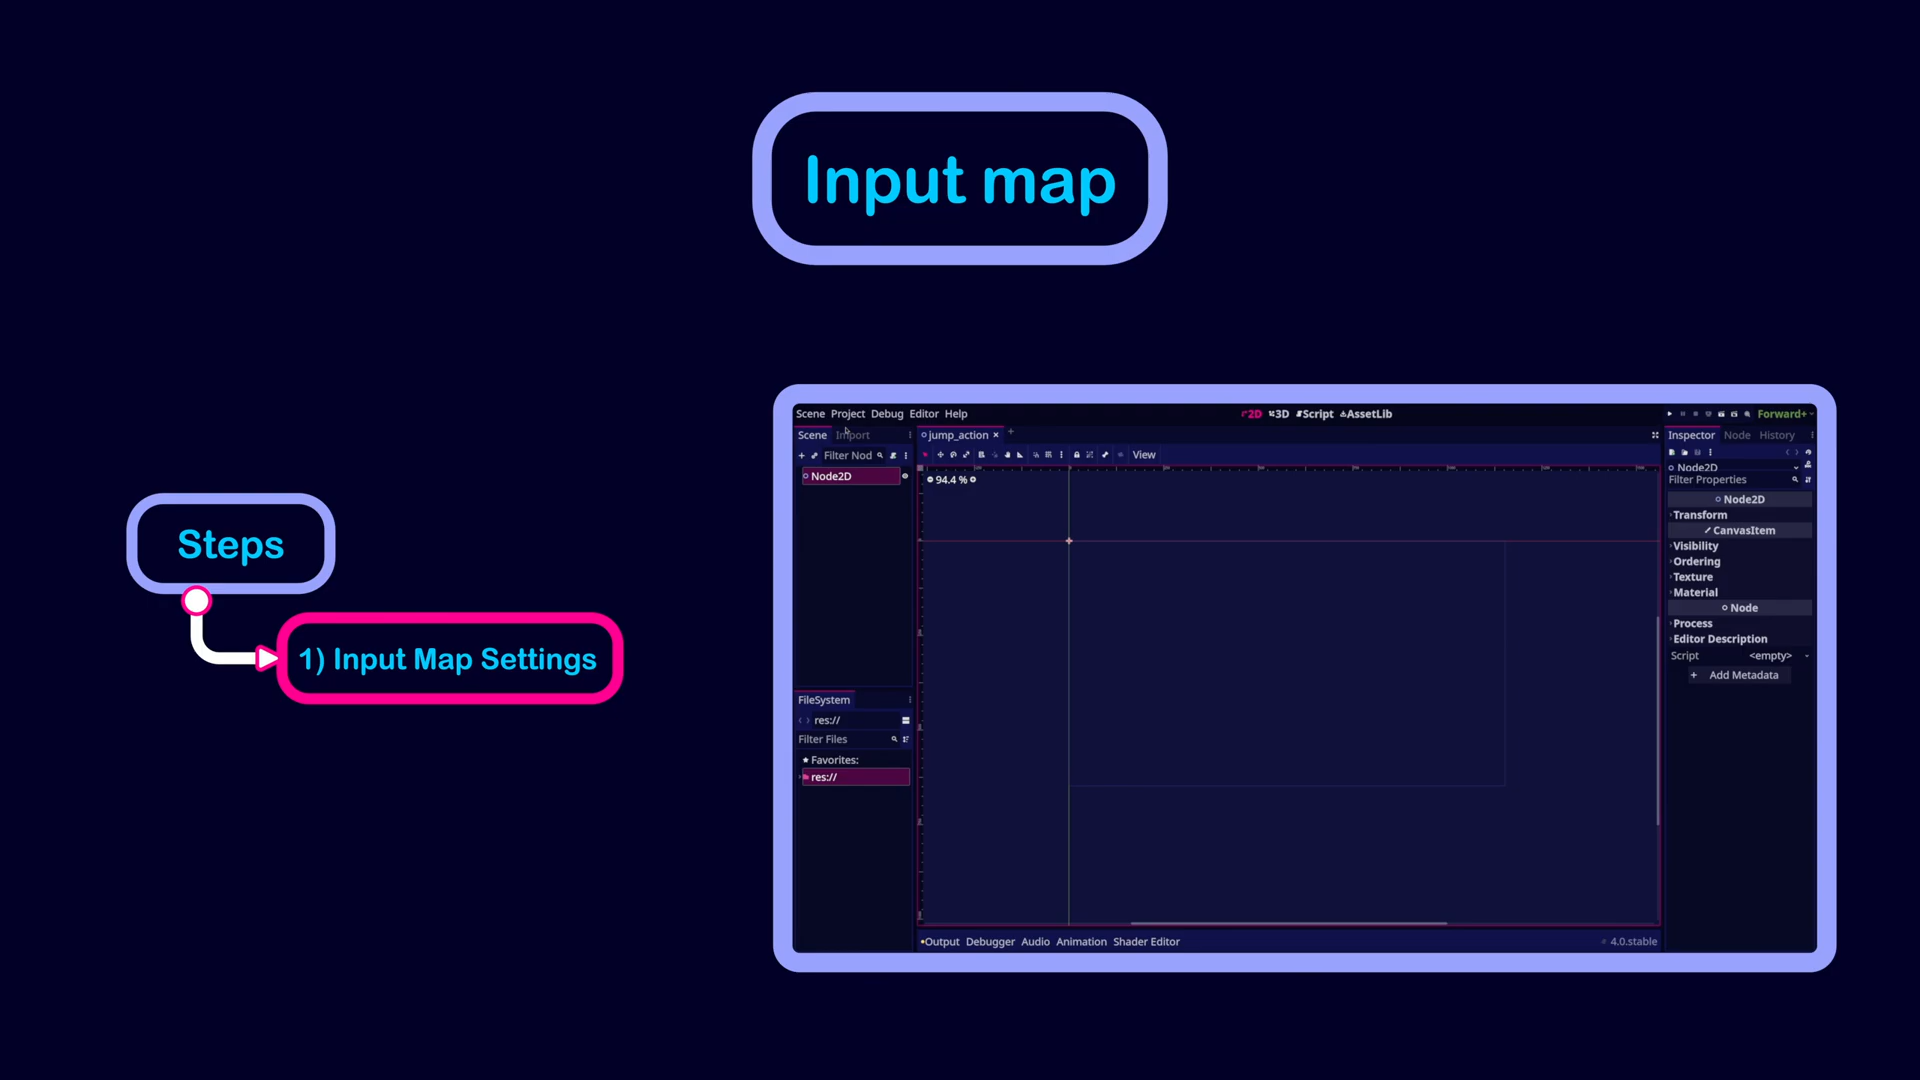 Input map
Steps
1) Input Map Settings
Scene Project Debug Editor Help
2D 3D Script AssetLib
Forward+
Scene Import
jump_action
Inspector Node History
Filter Nod
View
Node2D
94.4 %
Node2D
Filter Properties
Node2D
Transform
CanvasItem
Visibility
Ordering
Texture
Material
Node
Process
Editor Description
Script <empty>
Add Metadata
FileSystem
res://
Filter Files
Favorites:
res://
Output Debugger Audio Animation Shader Editor
4.0.stable